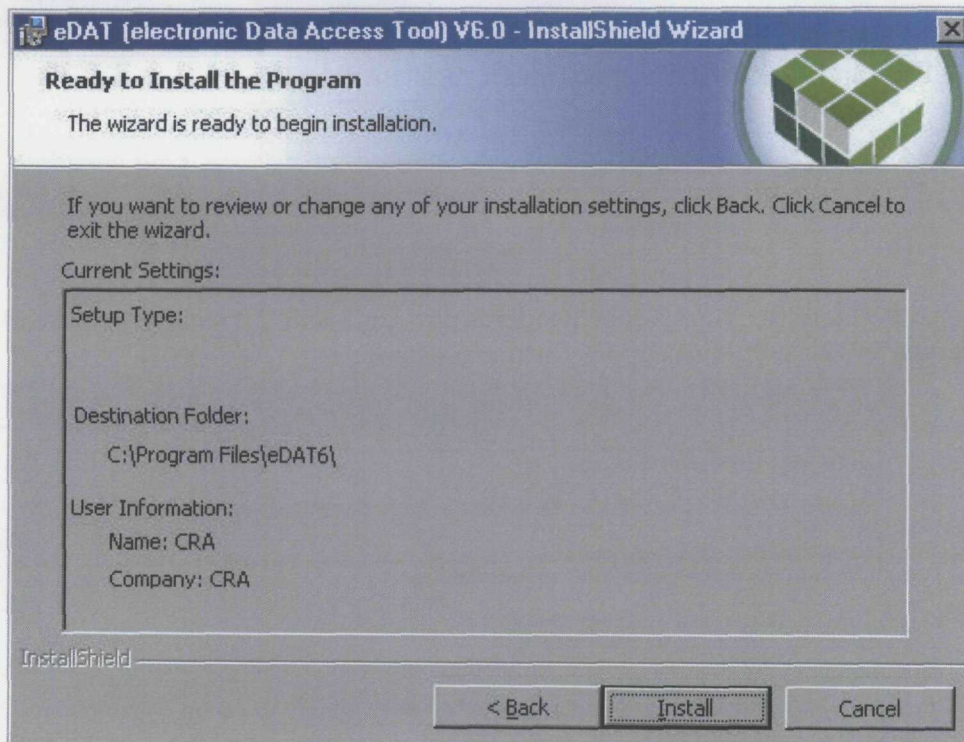 eDAT (electronic Data Access Tool) V6.0 - InstallShield Wizard
Ready to Install the Program
The wizard is ready to begin installation.
If you want to review or change any of your installation settings, click Back. Click Cancel to
exit the wizard.
Current Settings:
Setup Type:
Destination Folder:
C:\Program Files\eDAT6\
User Information:
Name: CRA
Company: CRA
InstallShield
< Back
Install
Cancel